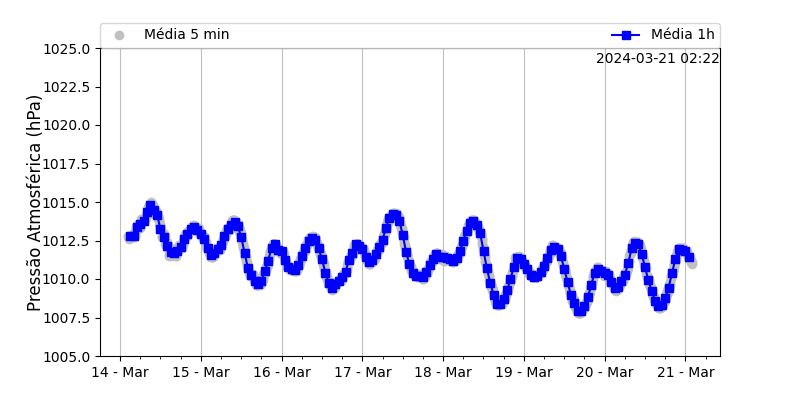 Média 5 min
Média 1h
2024-03-21 02:22
Pressão Atmosférica (hPa)
1025.0
1022.5
1020.0
1017.5
1015.0
1012.5
1010.0
1007.5
1005.0
14 - Mar
15 - Mar
16 - Mar
17 - Mar
18 - Mar
19 - Mar
20 - Mar
21 - Mar